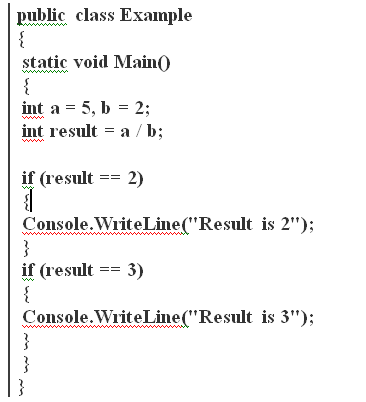 public class Example
{
static void Main()
{
int a = 5, b = 2;
int result = a / b;
if (result == 2)
{
Console.WriteLine("Result is 2");
}
if (result == 3)
{
Console.WriteLine("Result is 3");
}
}
}